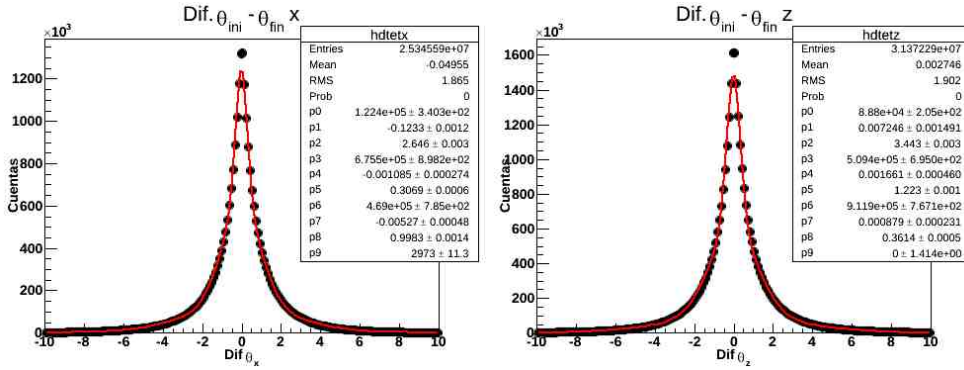 Dif. θini - θfin x
×10³
Cuentas
1200
1000
800
600
400
200
0
-10 -8 -6 -4 -2 0 2 4 6 8 10
Dif θx
hdtetx
Entries 2.534559e+07
Mean -0.04955
RMS 1.865
Prob 0
p0 1.224e+05 ± 3.403e+02
p1 -0.1233 ± 0.0012
p2 2.646 ± 0.003
p3 6.755e+05 ± 8.982e+02
p4 -0.001085 ± 0.000274
p5 0.3069 ± 0.0006
p6 4.69e+05 ± 7.85e+02
p7 -0.00527 ± 0.00048
p8 0.9983 ± 0.0014
p9 2973 ± 11.3
Dif. θini - θfin z
×10³
Cuentas
1600
1400
1200
1000
800
600
400
200
0
-10 -8 -6 -4 -2 0 2 4 6 8 10
Dif θz
hdtetz
Entries 3.137229e+07
Mean 0.002746
RMS 1.902
Prob 0
p0 8.88e+04 ± 2.05e+02
p1 0.007246 ± 0.001491
p2 3.443 ± 0.003
p3 5.094e+05 ± 6.950e+02
p4 0.001661 ± 0.000460
p5 1.223 ± 0.001
p6 9.119e+05 ± 7.671e+02
p7 0.000879 ± 0.000231
p8 0.3614 ± 0.0005
p9 0 ± 1.414e+00